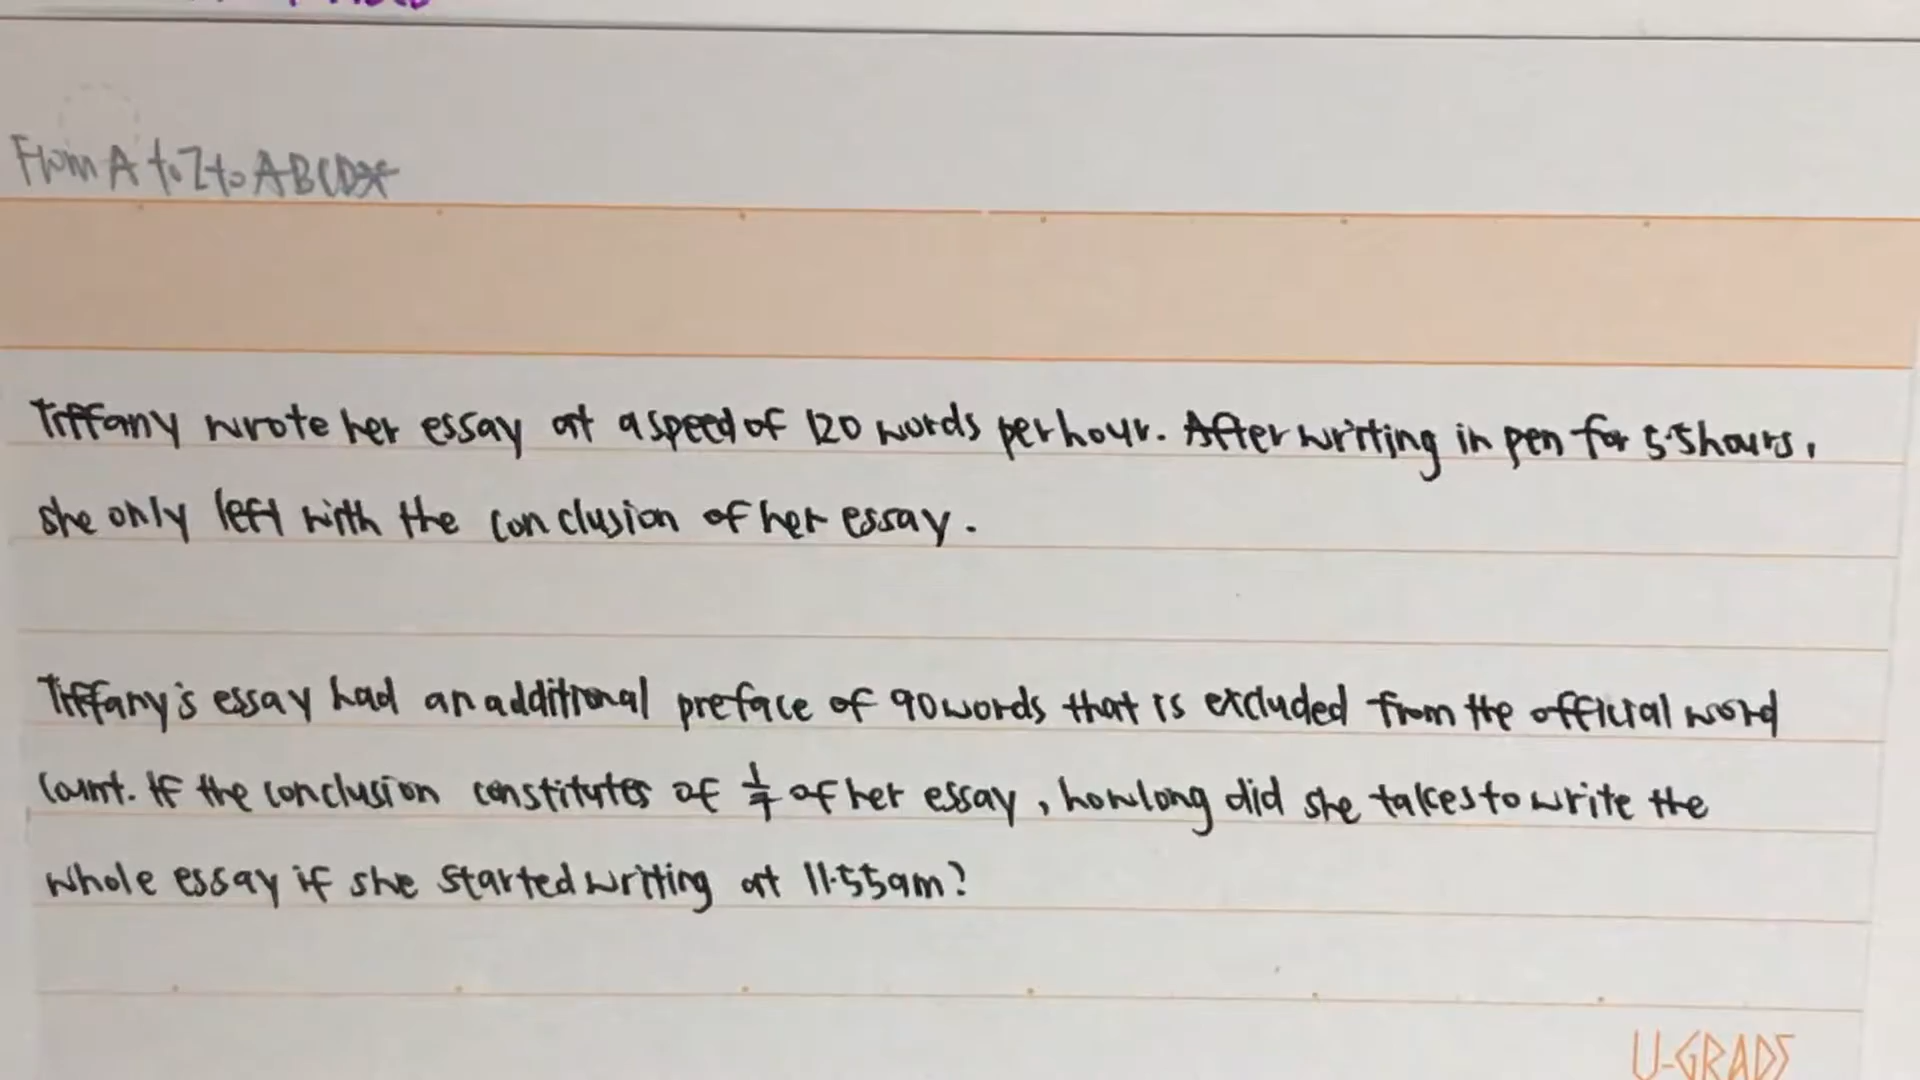 From A to Z to ABCD*
Tiffany wrote her essay at a speed of 120 words per hour. After writing in pen for 5.5 hours,
she only left with the conclusion of her essay.
Tiffany's essay had an additional preface of 90 words that is excluded from the official word
count. If the conclusion constitutes of 1/7 of her essay, how long did she takes to write the
whole essay if she started writing at 11.55am?
U-GRADS